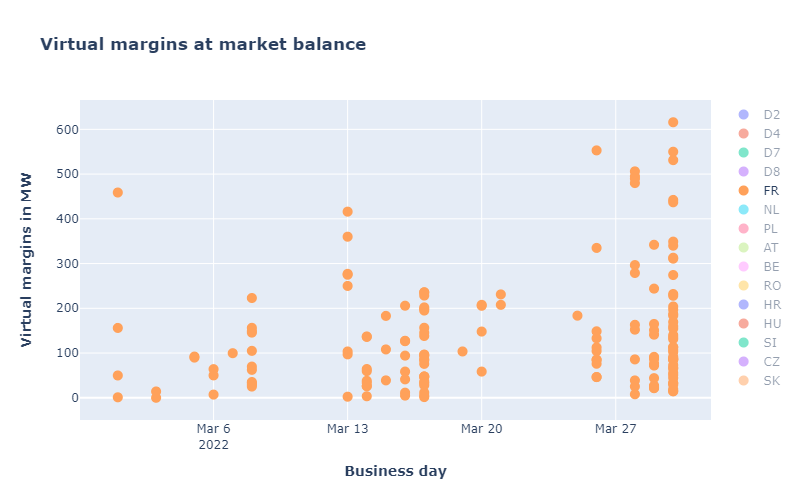 Virtual margins at market balance
Virtual margins in MW
600
500
400
300
200
100
0
Mar 6
2022
Mar 13
Mar 20
Mar 27
Business day
D2
D4
D7
D8
FR
NL
PL
AT
BE
RO
HR
HU
SI
CZ
SK